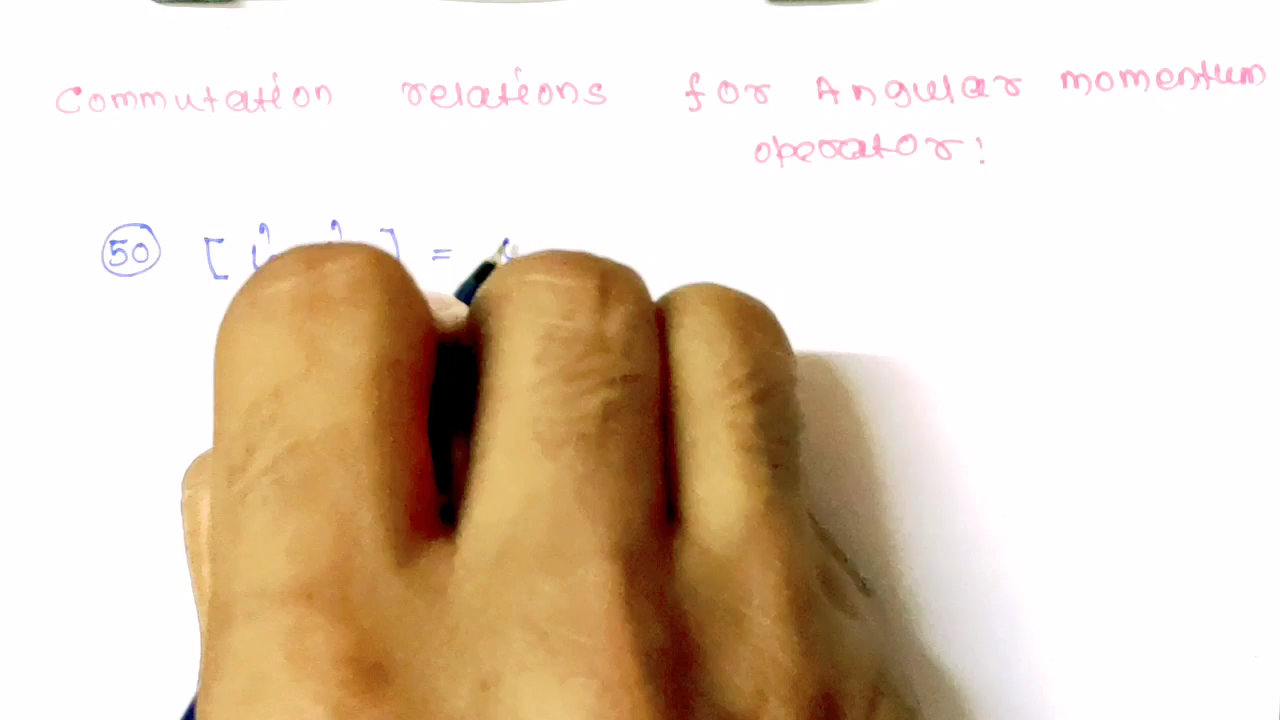 Commutation relations for Angular momentum
operator:
50 [ ] =